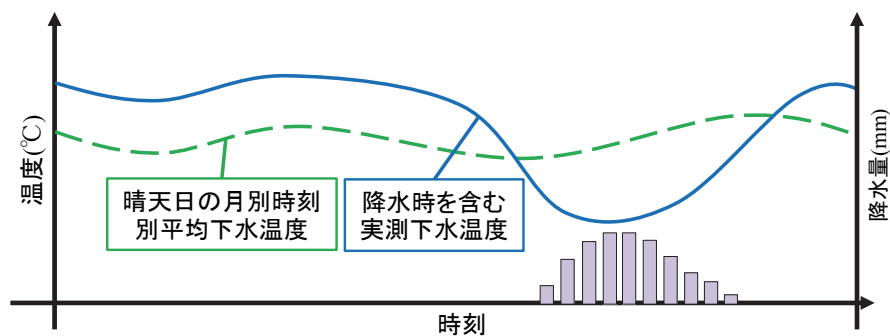 温度(℃)
晴天日の月別時刻
別平均下水温度
降水時を含む
実測下水温度
降水量(mm)
時刻